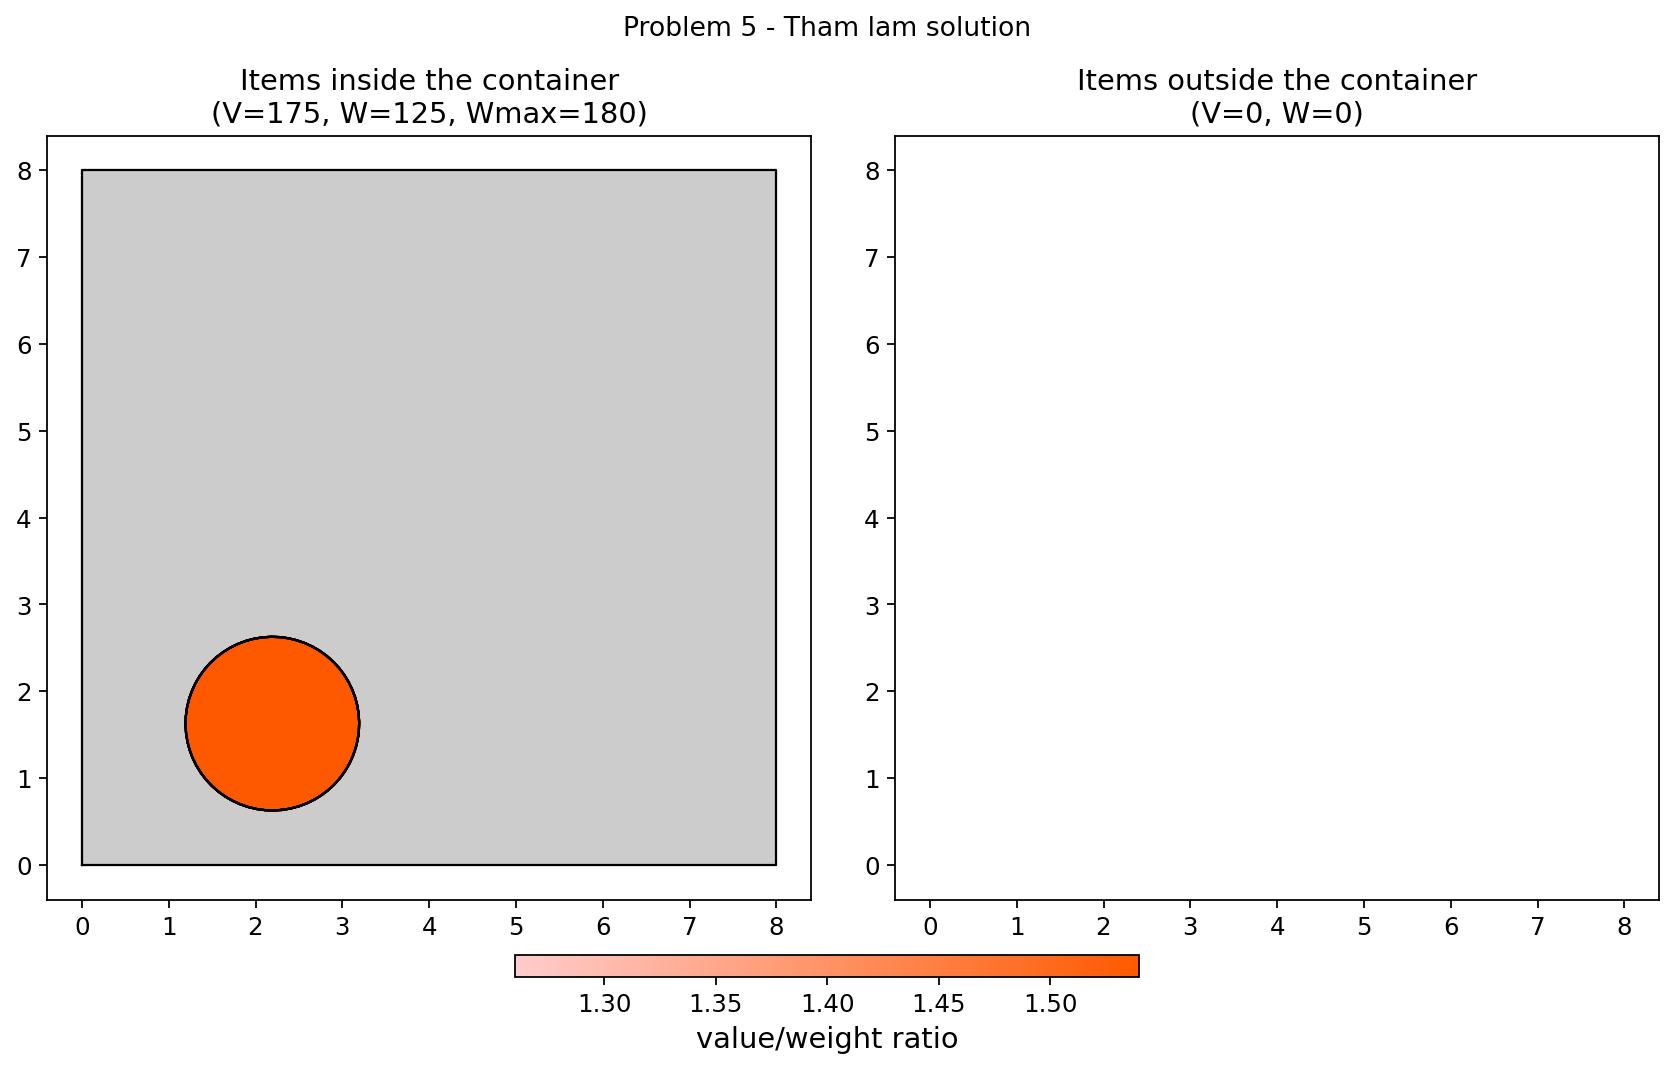 Problem 5 - Tham lam solution
Items inside the container
(V=175, W=125, Wmax=180)
8
7
6
5
4
3
2
1
0
0 1 2 3 4 5 6 7 8
Items outside the container
(V=0, W=0)
8
7
6
5
4
3
2
1
0
0 1 2 3 4 5 6 7 8
1.30 1.35 1.40 1.45 1.50
value/weight ratio